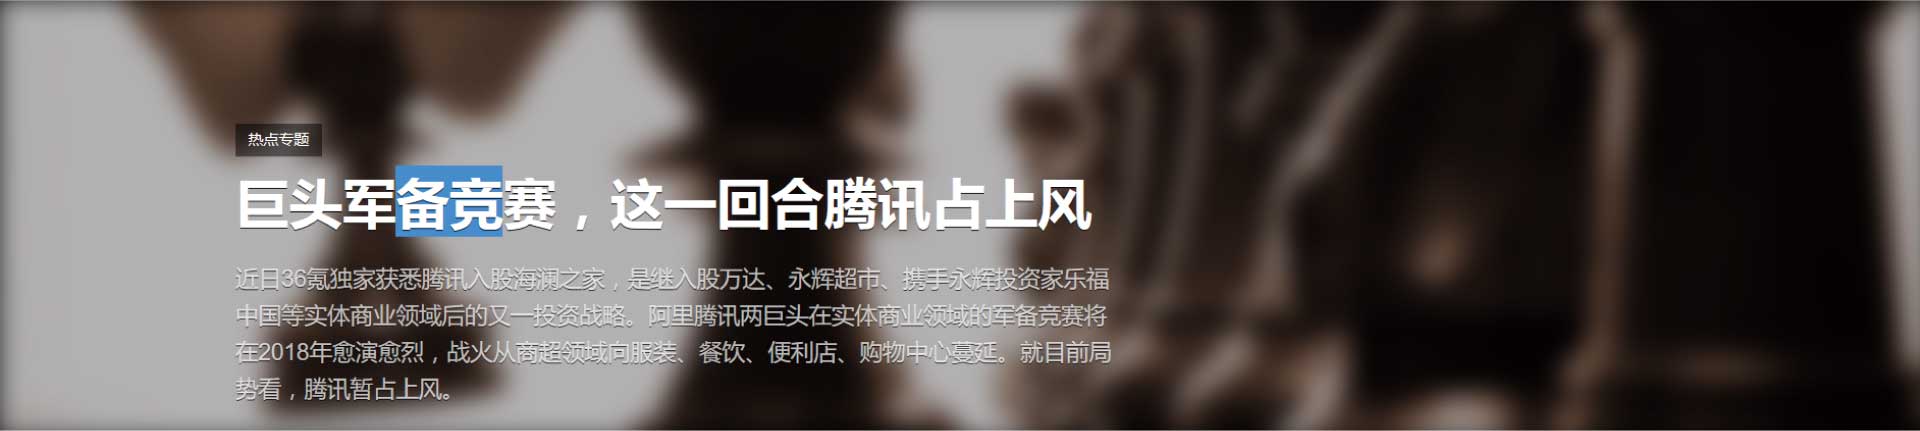 热点专题
巨头军备竞赛，这一回合腾讯占上风
近日36氪独家获悉腾讯入股海澜之家，是继入股万达、永辉超市、携手永辉投资家乐福
中国等实体商业领域后的又一投资战略。阿里腾讯两巨头在实体商业领域的军备竞赛将
在2018年愈演愈烈，战火从商超领域向服装、餐饮、便利店、购物中心蔓延。就目前局
势看，腾讯暂占上风。